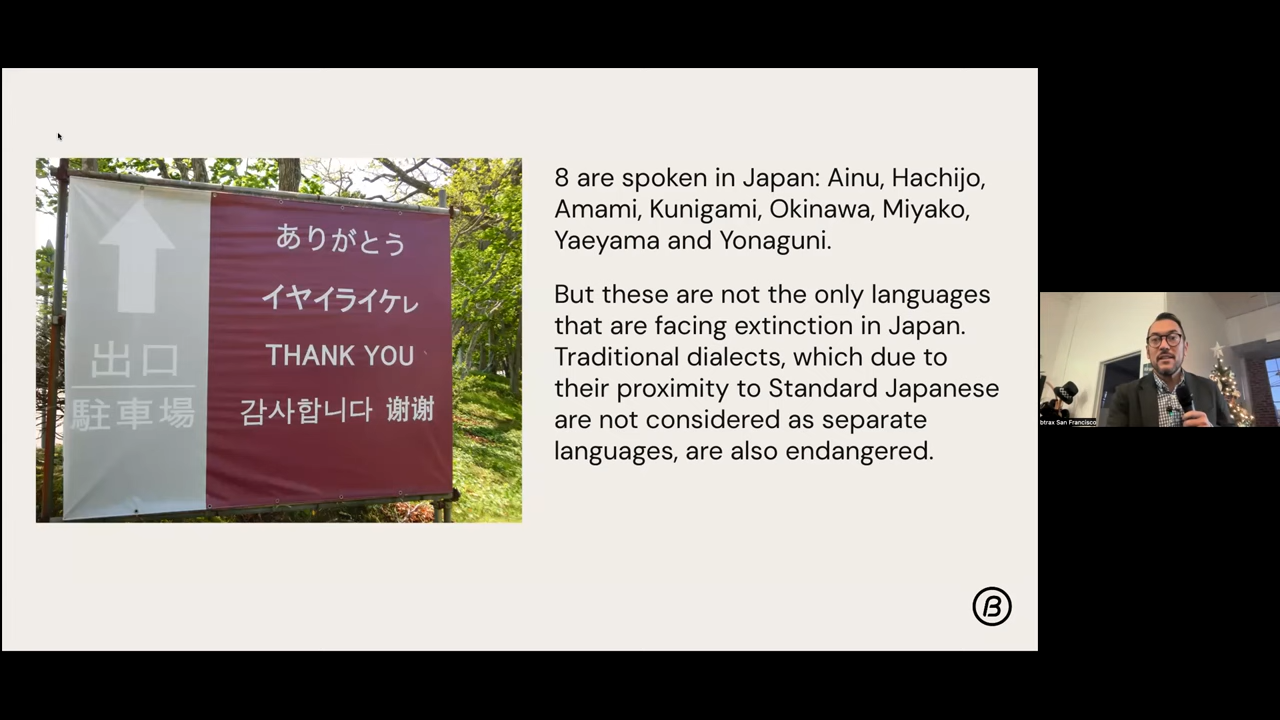 ありがとう
イヤイライケㇾ
THANK YOU
감사합니다 谢谢
出口
駐車場
8 are spoken in Japan: Ainu, Hachijo,
Amami, Kunigami, Okinawa, Miyako,
Yaeyama and Yonaguni.
But these are not the only languages
that are facing extinction in Japan.
Traditional dialects, which due to
their proximity to Standard Japanese
are not considered as separate
languages, are also endangered.
btrax San Francisco